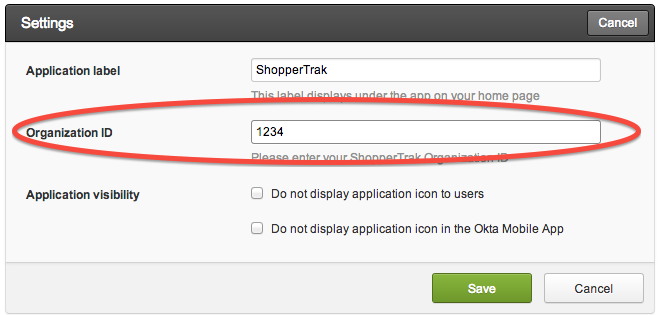 Settings
Cancel
Application label
ShopperTrak
This label displays under the app on your home page
Organization ID
1234
Please enter your ShopperTrak Organization ID
Application visibility
Do not display application icon to users
Do not display application icon in the Okta Mobile App
Save
Cancel